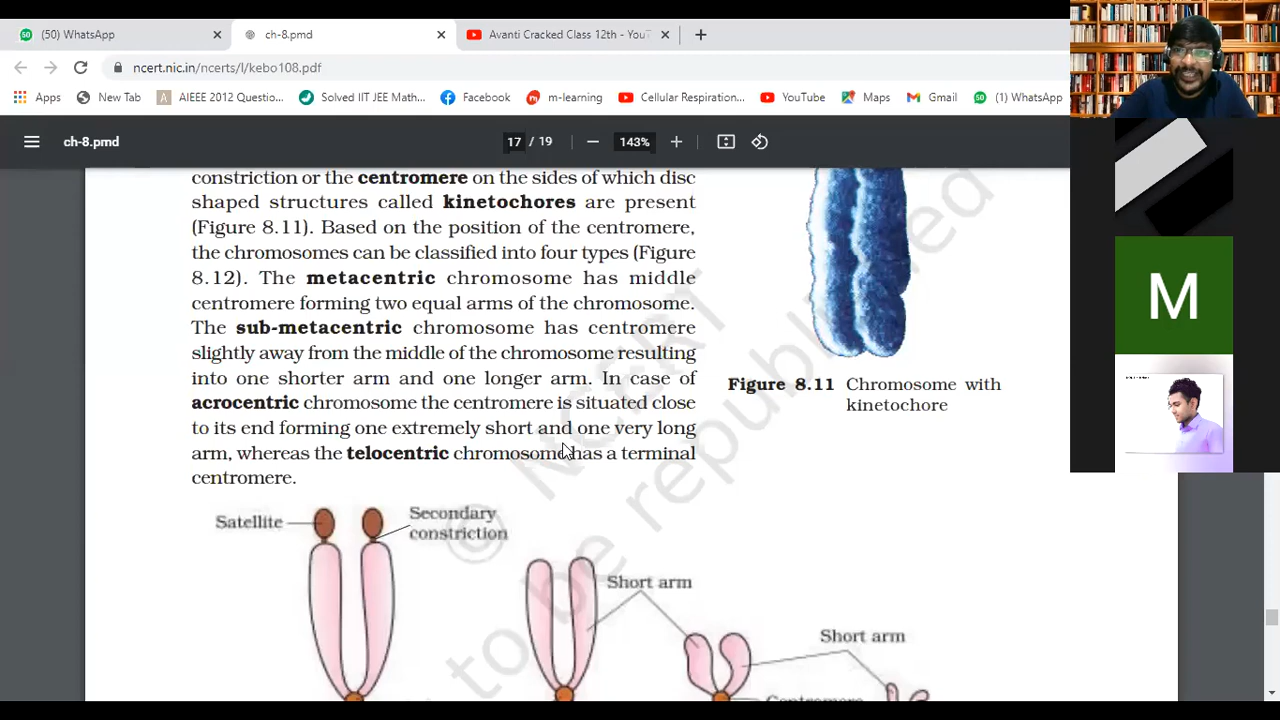 (50) WhatsApp
ch-8.pmd
Avanti Cracked Class 12th - YouT
ncert.nic.in/ncerts/l/kebo108.pdf
Apps
New Tab
AIEEE 2012 Questio...
Solved IIT JEE Math...
Facebook
m-learning
Cellular Respiration...
YouTube
Maps
Gmail
(1) WhatsApp
ch-8.pmd
17 / 19
143%
constriction or the centromere on the sides of which disc
shaped structures called kinetochores are present
(Figure 8.11). Based on the position of the centromere,
the chromosomes can be classified into four types (Figure
8.12). The metacentric chromosome has middle
centromere forming two equal arms of the chromosome.
The sub-metacentric chromosome has centromere
slightly away from the middle of the chromosome resulting
into one shorter arm and one longer arm. In case of
acrocentric chromosome the centromere is situated close
to its end forming one extremely short and one very long
arm, whereas the telocentric chromosome has a terminal
centromere.
Figure 8.11 Chromosome with
kinetochore
Satellite
Secondary
constriction
Short arm
Short arm
Centromere
© NCERT
to be republished
M